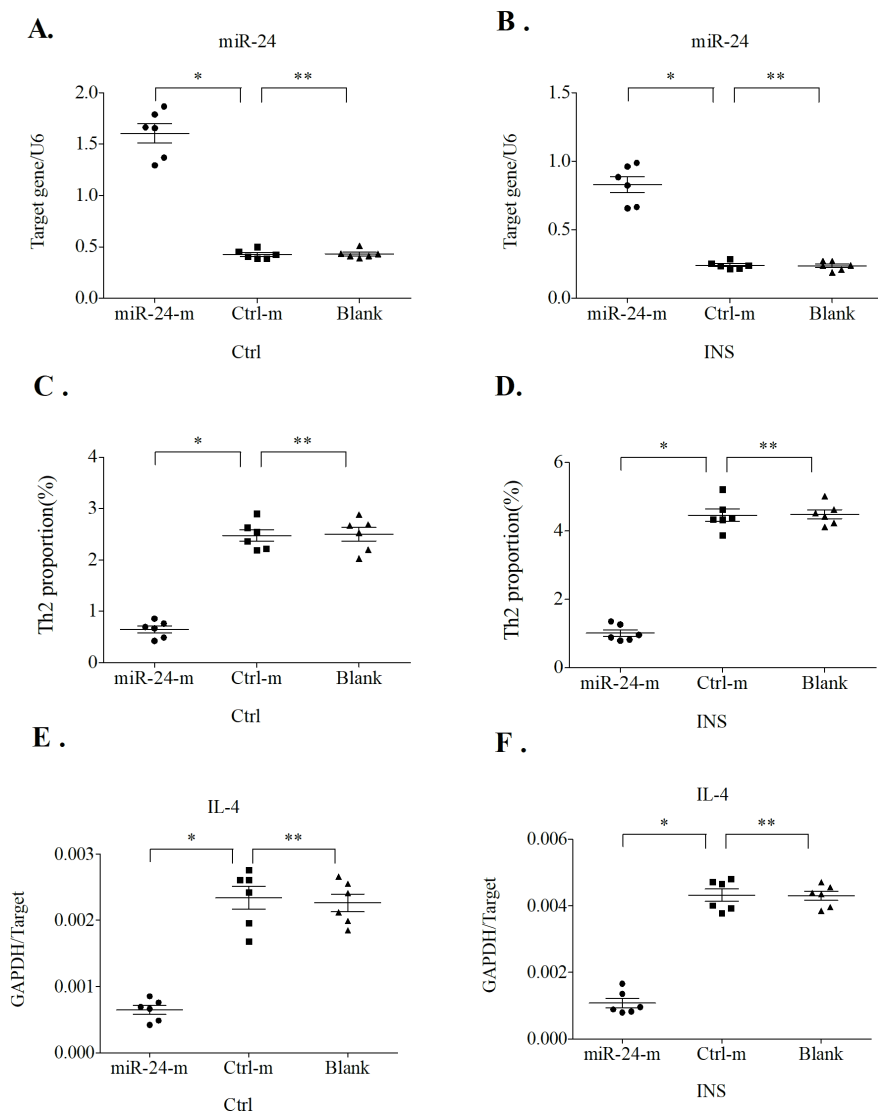 A.
miR-24
* **
Target gene/U6
2.0
1.5
1.0
0.5
0.0
miR-24-m Ctrl-m Blank
Ctrl
B .
miR-24
* **
Target gene/U6
1.5
1.0
0.5
0.0
miR-24-m Ctrl-m Blank
INS
C .
* **
Th2 proportion(%)
4
3
2
1
0
miR-24-m Ctrl-m Blank
Ctrl
D.
* **
Th2 proportion(%)
6
4
2
0
miR-24-m Ctrl-m Blank
INS
E .
IL-4
* **
GAPDH/Target
0.003
0.002
0.001
0.000
miR-24-m Ctrl-m Blank
Ctrl
F .
IL-4
* **
GAPDH/Target
0.006
0.004
0.002
0.000
miR-24-m Ctrl-m Blank
INS